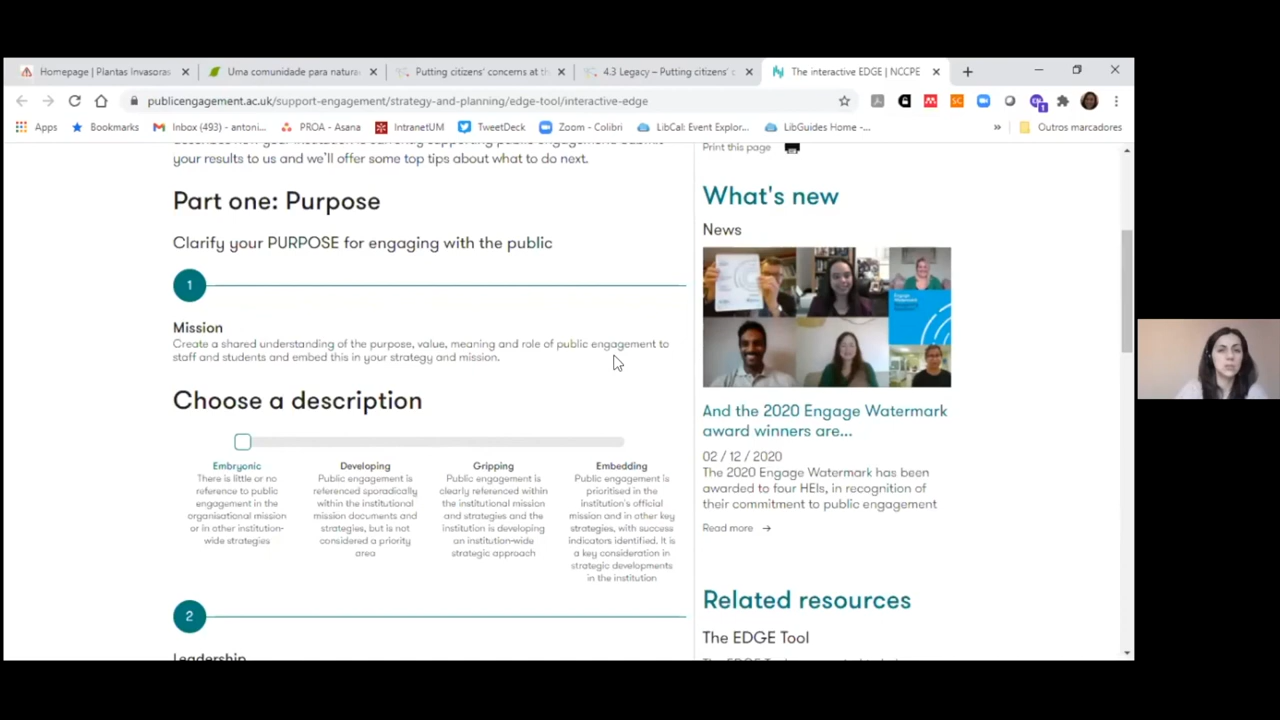 Homepage | Plantas Invasoras
Uma comunidade para natura
Putting citizens' concerns at th
4.3 Legacy – Putting citizens' c
The interactive EDGE | NCCPE
publicengagement.ac.uk/support-engagement/strategy-and-planning/edge-tool/interactive-edge
Apps
Bookmarks
Inbox (493) - antoni...
PROA - Asana
IntranetUM
TweetDeck
Zoom - Colibri
LibCal: Event Explor...
LibGuides Home -...
»
Outros marcadores
your results to us and we'll offer some top tips about what to do next.
Part one: Purpose
Clarify your PURPOSE for engaging with the public
1
Mission
Create a shared understanding of the purpose, value, meaning and role of public engagement to
staff and students and embed this in your strategy and mission.
Choose a description
Embryonic
There is little or no
reference to public
engagement in the
organisational mission
or in other institution-
wide strategies
Developing
Public engagement is
referenced sporadically
within the institutional
mission documents and
strategies, but is not
considered a priority
area
Gripping
Public engagement is
clearly referenced within
the institutional mission
and strategies and the
institution is developing
an institution-wide
strategic approach
Embedding
Public engagement is
prioritised in the
institution's official
mission and in other key
strategies, with success
indicators identified. It is
a key consideration in
strategic developments
in the institution
2
Leadership
Print this page
What's new
News
And the 2020 Engage Watermark
award winners are...
02 / 12 / 2020
The 2020 Engage Watermark has been
awarded to four HEIs, in recognition of
their commitment to public engagement
Read more →
Related resources
The EDGE Tool